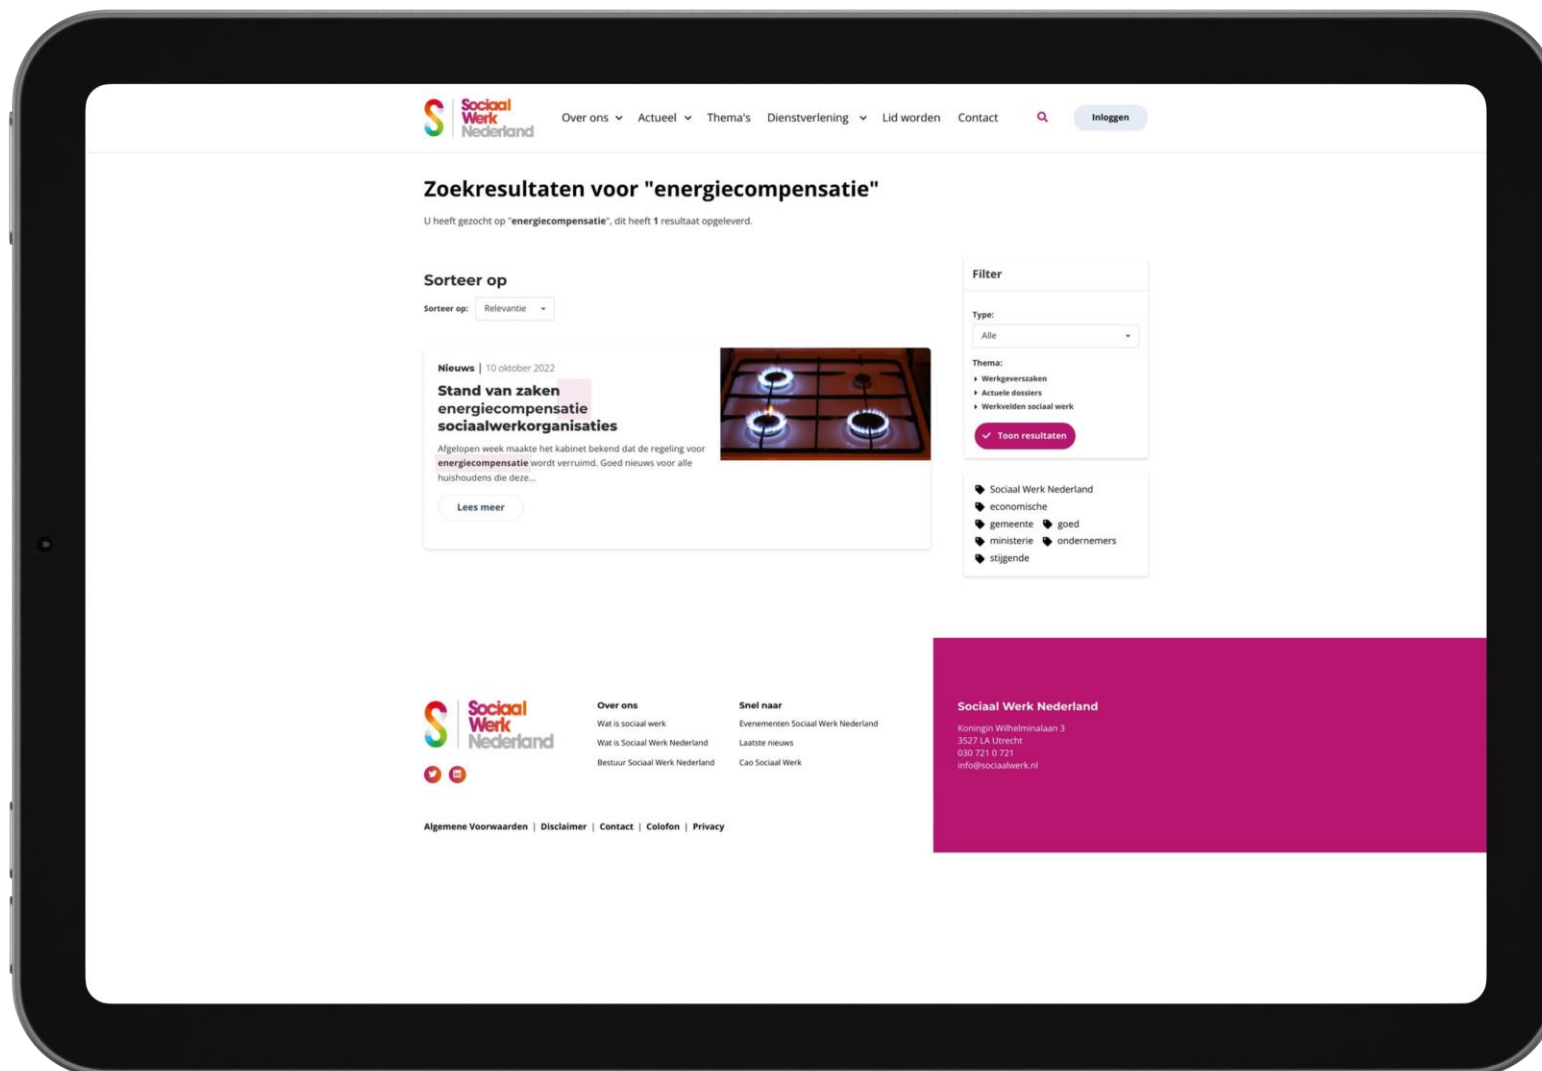 Sociaal
Werk
Nederland
Over ons
Actueel
Thema's
Dienstverlening
Lid worden
Contact
Inloggen
Zoekresultaten voor "energiecompensatie"
U heeft gezocht op "energiecompensatie", dit heeft 1 resultaat opgeleverd.
Sorteer op
Sorteer op: Relevantie
Nieuws | 10 oktober 2022
Stand van zaken
energiecompensatie
sociaalwerkorganisaties
Afgelopen week maakte het kabinet bekend dat de regeling voor
energiecompensatie wordt verruimd. Goed nieuws voor alle
huishoudens die deze...
Lees meer
Filter
Type:
Alle
Thema:
Werkgeverszaken
Actuele dossiers
Werkvelden sociaal werk
Toon resultaten
Sociaal Werk Nederland
economische
gemeente goed
ministerie ondernemers
stijgende
Sociaal
Werk
Nederland
Over ons
Wat is sociaal werk
Wat is Sociaal Werk Nederland
Bestuur Sociaal Werk Nederland
Snel naar
Evenementen Sociaal Werk Nederland
Laatste nieuws
Cao Sociaal Werk
Sociaal Werk Nederland
Koningin Wilhelminalaan 3
3527 LA Utrecht
030 721 0 721
info@sociaalwerk.nl
Algemene Voorwaarden | Disclaimer | Contact | Colofon | Privacy